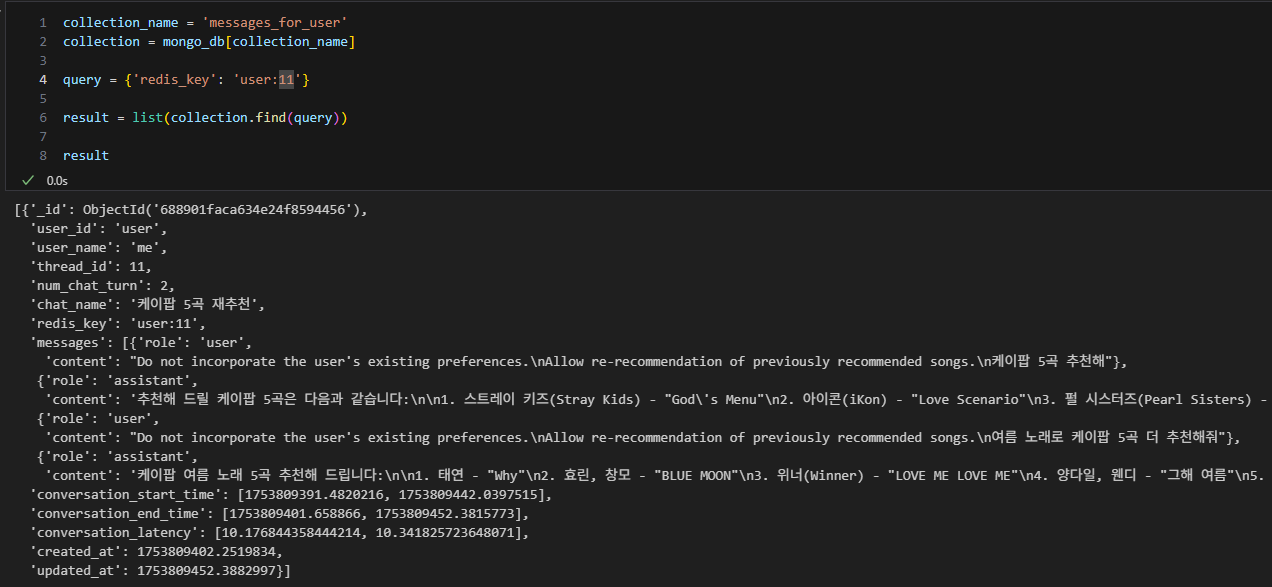 1 collection_name = 'messages_for_user'
2 collection = mongo_db[collection_name]
3
4 query = {'redis_key': 'user:11'}
5
6 result = list(collection.find(query))
7
8 result
0.0s
[{'_id': ObjectId('688901faca634e24f8594456'),
'user_id': 'user',
'user_name': 'me',
'thread_id': 11,
'num_chat_turn': 2,
'chat_name': '케이팝 5곡 재추천',
'redis_key': 'user:11',
'messages': [{'role': 'user',
'content': "Do not incorporate the user's existing preferences.\nAllow re-recommendation of previously recommended songs.\n케이팝 5곡 추천해"},
{'role': 'assistant',
'content': '추천해 드릴 케이팝 5곡은 다음과 같습니다:\n\n1. 스트레이 키즈(Stray Kids) - "God\'s Menu"\n2. 아이콘(iKon) - "Love Scenario"\n3. 펄 시스터즈(Pearl Sisters) -
{'role': 'user',
'content': "Do not incorporate the user's existing preferences.\nAllow re-recommendation of previously recommended songs.\n여름 노래로 케이팝 5곡 더 추천해줘"},
{'role': 'assistant',
'content': '케이팝 여름 노래 5곡 추천해 드립니다:\n\n1. 태연 - "Why"\n2. 효린, 창모 - "BLUE MOON"\n3. 위너(Winner) - "LOVE ME LOVE ME"\n4. 양다일, 웬디 - "그해 여름"\n5.
'conversation_start_time': [1753809391.4820216, 1753809442.0397515],
'conversation_end_time': [1753809401.658866, 1753809452.3815773],
'conversation_latency': [10.176844358444214, 10.341825723648071],
'created_at': 1753809402.2519834,
'updated_at': 1753809452.3882997}]